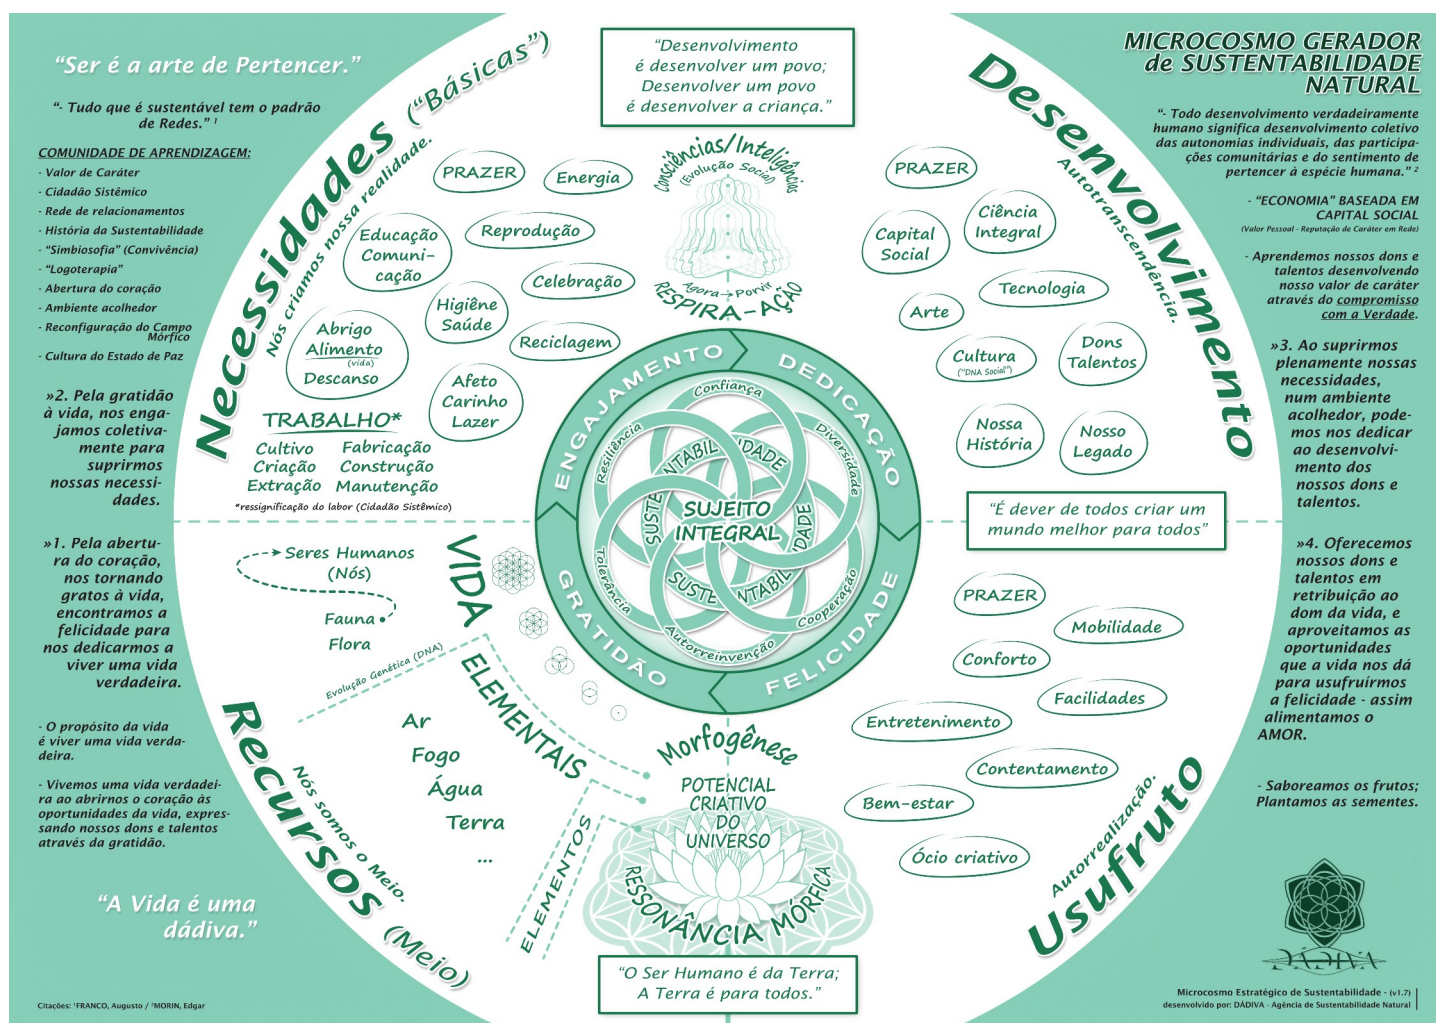 “Ser é a arte de Pertencer.”
“- Tudo que é sustentável tem o padrão
de Redes.” 1
COMUNIDADE DE APRENDIZAGEM:
- Valor de Caráter
- Cidadão Sistêmico
- Rede de relacionamentos
- História da Sustentabilidade
- “Simbiosofia” (Convivência)
- “Logoterapia”
- Abertura do coração
- Ambiente acolhedor
- Reconfiguração do Campo
Mórfico
- Cultura do Estado de Paz
»2. Pela gratidão
à vida, nos enga-
jamos coletiva-
mente para
suprirmos
nossas necessi-
dades.
»1. Pela abertu-
ra do coração,
nos tornando
gratos à vida,
encontramos a
felicidade para
nos dedicarmos a
viver uma vida
verdadeira.
- O propósito da vida
é viver uma vida verda-
deira.
- Vivemos uma vida verdadei-
ra ao abrirnos o coração às
oportunidades da vida, expres-
sando nossos dons e talentos
através da gratidão.
“A Vida é uma
dádiva.”
Citações: ¹FRANCO, Augusto / ²MORIN, Edgar
Necessidades (“Básicas”)
Nós criamos nossa realidade.
PRAZER
Energia
Educação
Comuni-
cação
Reprodução
Celebração
Higiêne
Saúde
Abrigo
Alimento
(vida)
Descanso
Reciclagem
Afeto
Carinho
Lazer
TRABALHO*
Cultivo Fabricação
Criação Construção
Extração Manutenção
*ressignificação do labor (Cidadão Sistêmico)
“Desenvolvimento
é desenvolver um povo;
Desenvolver um povo
é desenvolver a criança.”
Consciências/Inteligências
(Evolução Social)
Agora→Porvir
RESPIRA-AÇÃO
ENGAJAMENTO
DEDICAÇÃO
GRATIDÃO
FELICIDADE
Confiança
Resiliência
Diversidade
Tolerância
Cooperação
Autorreinvenção
SUSTENTABILIDADE
SUSTENTABILIDADE
SUJEITO
INTEGRAL
Desenvolvimento
Autotranscendência.
PRAZER
Ciência
Integral
Capital
Social
Tecnologia
Arte
Cultura
(“DNA Social”)
Dons
Talentos
Nossa
História
Nosso
Legado
“É dever de todos criar um
mundo melhor para todos”
Recursos (Meio)
Nós somos o Meio.
Seres Humanos
(Nós)
Fauna
Flora
VIDA
Evolução Genética (DNA)
ELEMENTAIS
Ar
Fogo
Água
Terra
...
ELEMENTOS
Morfogênese
POTENCIAL
CRIATIVO
DO
UNIVERSO
RESSONÂNCIA MÓRFICA
“O Ser Humano é da Terra;
A Terra é para todos.”
Usufruto
Autorrealização.
PRAZER
Mobilidade
Conforto
Facilidades
Entretenimento
Contentamento
Bem-estar
Ócio criativo
MICROCOSMO GERADOR
de SUSTENTABILIDADE
NATURAL
“- Todo desenvolvimento verdadeiramente
humano significa desenvolvimento coletivo
das autonomias individuais, das participa-
ções comunitárias e do sentimento de
pertencer à espécie humana.” 2
- “ECONOMIA” BASEADA EM
CAPITAL SOCIAL
(Valor Pessoal - Reputação de Caráter em Rede)
- Aprendemos nossos dons e
talentos desenvolvendo
nosso valor de caráter
através do compromisso
com a Verdade.
»3. Ao suprirmos
plenamente nossas
necessidades,
num ambiente
acolhedor, pode-
mos nos dedicar
ao desenvolvi-
mento dos
nossos dons e
talentos.
»4. Oferecemos
nossos dons e
talentos em
retribuição ao
dom da vida, e
aproveitamos as
oportunidades
que a vida nos dá
para usufruírmos
a felicidade - assim
alimentamos o
AMOR.
- Saboreamos os frutos;
Plantamos as sementes.
DÁDIVA
Microcosmo Estratégico de Sustentabilidade - (v1.7)
desenvolvido por: DÁDIVA - Agência de Sustentabilidade Natural